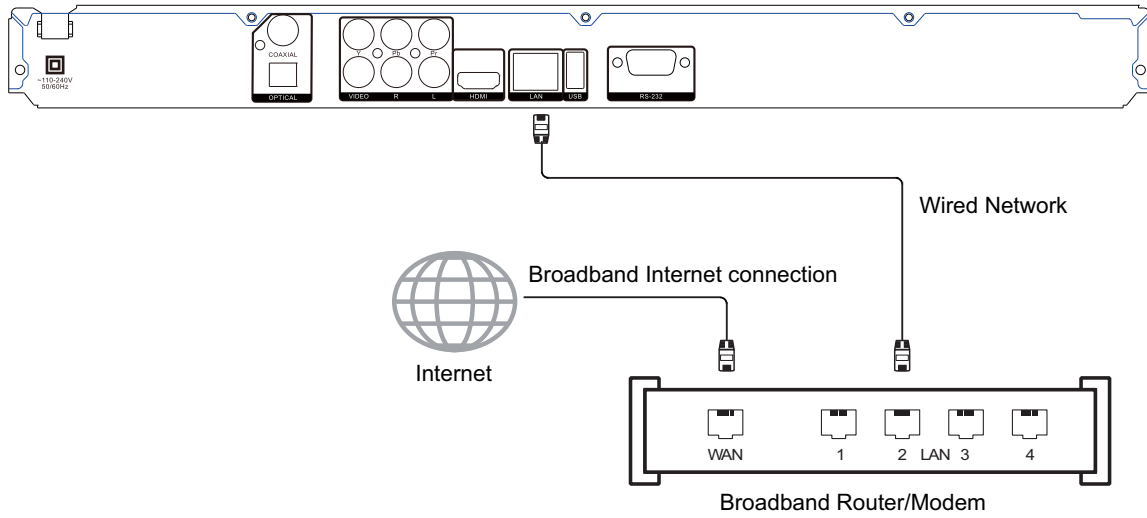 ~110-240V
50/60Hz
COAXIAL
OPTICAL
Y Pb Pr
VIDEO R L
HDMI
LAN
USB
RS-232
Wired Network
Broadband Internet connection
Internet
WAN 1 2 LAN 3 4
Broadband Router/Modem